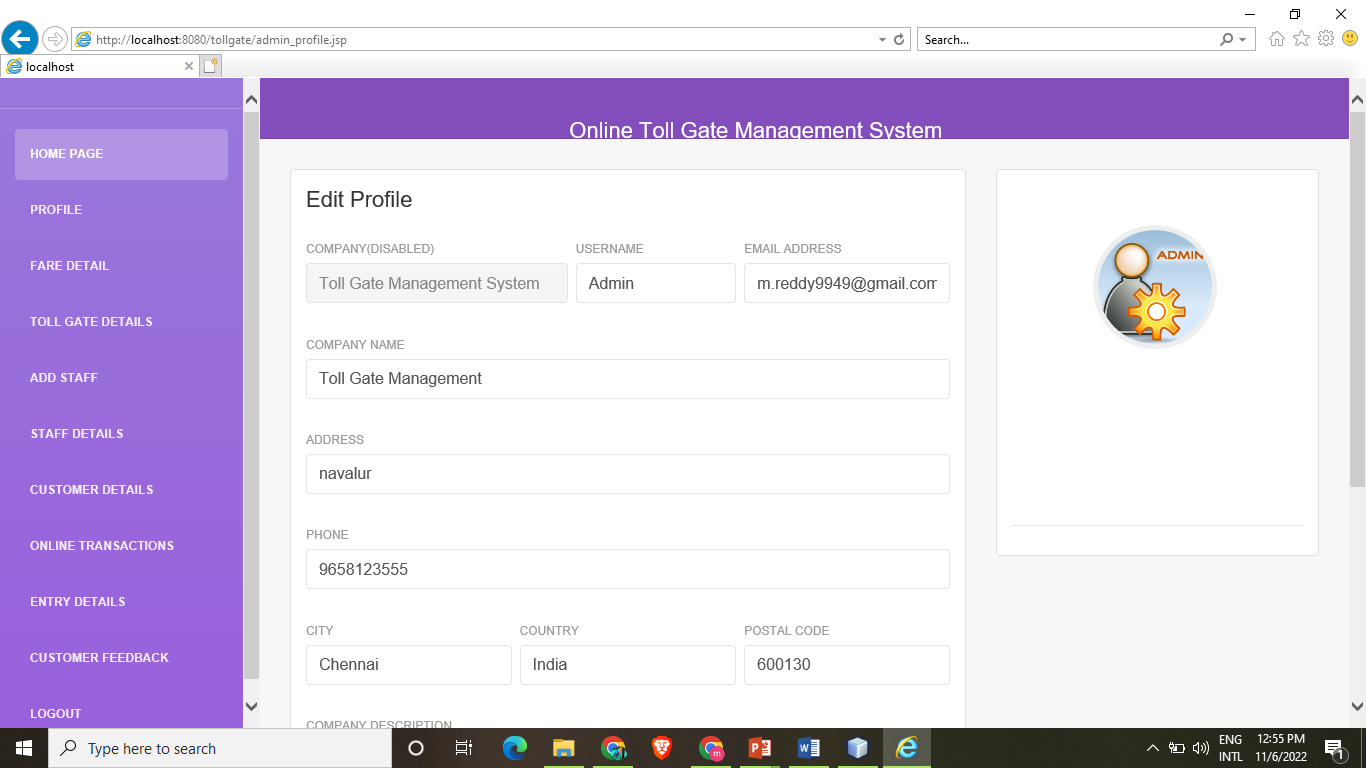 http://localhost:8080/tollgate/admin_profile.jsp
Search...
localhost
HOME PAGE
PROFILE
FARE DETAIL
TOLL GATE DETAILS
ADD STAFF
STAFF DETAILS
CUSTOMER DETAILS
ONLINE TRANSACTIONS
ENTRY DETAILS
CUSTOMER FEEDBACK
LOGOUT
Online Toll Gate Management System
Edit Profile
COMPANY(DISABLED) USERNAME EMAIL ADDRESS
Toll Gate Management System Admin m.reddy9949@gmail.com
COMPANY NAME
Toll Gate Management
ADDRESS
navalur
PHONE
9658123555
CITY COUNTRY POSTAL CODE
Chennai India 600130
COMPANY DESCRIPTION
ADMIN
Type here to search
ENG
INTL
12:55 PM
11/6/2022
1